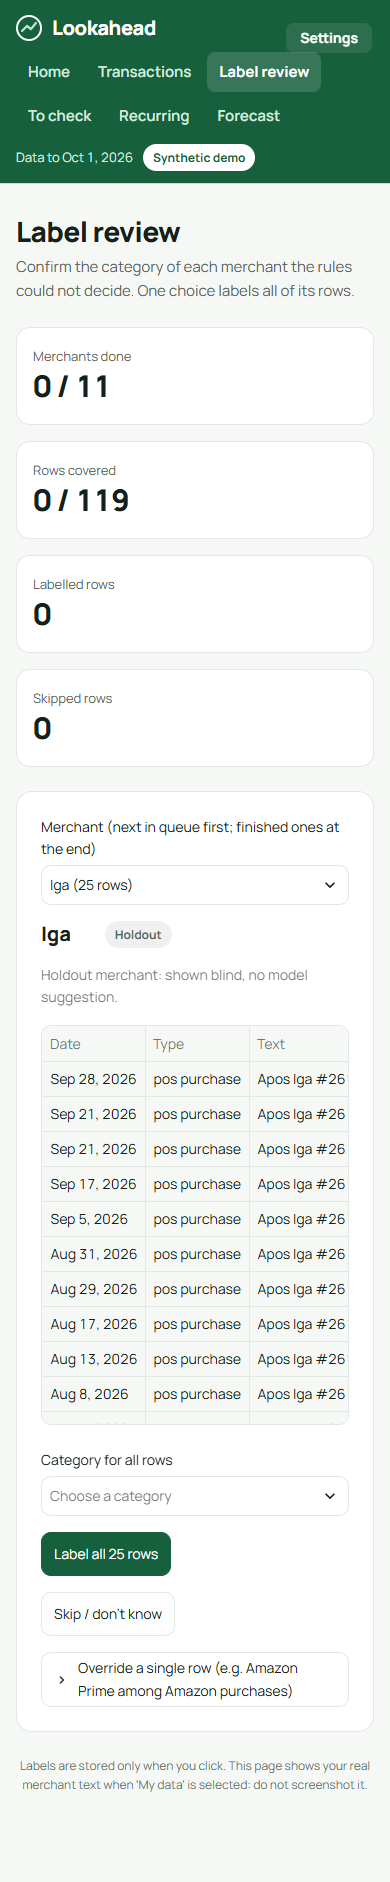 Lookahead
Settings
Home Transactions Label review
To check Recurring Forecast
Data to Oct 1, 2026 Synthetic demo
Label review
Confirm the category of each merchant the rules
could not decide. One choice labels all of its rows.
Merchants done
0 / 11
Rows covered
0 / 119
Labelled rows
0
Skipped rows
0
Merchant (next in queue first; finished ones at
the end)
Iga (25 rows)
Iga Holdout
Holdout merchant: shown blind, no model
suggestion.
Date Type Text
Sep 28, 2026 pos purchase Apos Iga #26
Sep 21, 2026 pos purchase Apos Iga #26
Sep 21, 2026 pos purchase Apos Iga #26
Sep 17, 2026 pos purchase Apos Iga #26
Sep 5, 2026 pos purchase Apos Iga #26
Aug 31, 2026 pos purchase Apos Iga #26
Aug 29, 2026 pos purchase Apos Iga #26
Aug 17, 2026 pos purchase Apos Iga #26
Aug 13, 2026 pos purchase Apos Iga #26
Aug 8, 2026 pos purchase Apos Iga #26
Category for all rows
Choose a category
Label all 25 rows
Skip / don't know
Override a single row (e.g. Amazon
Prime among Amazon purchases)
Labels are stored only when you click. This page shows your real
merchant text when 'My data' is selected: do not screenshot it.